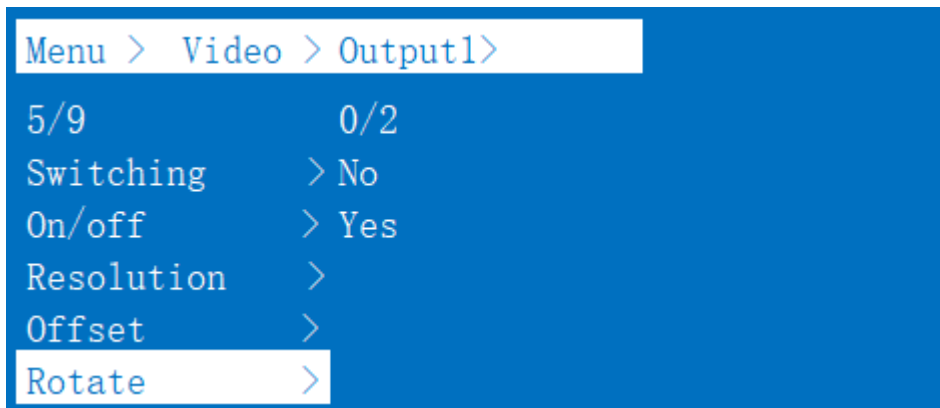 Menu > Video > Output1>
5/9 0/2
Switching > No
On/off > Yes
Resolution >
Offset >
Rotate >